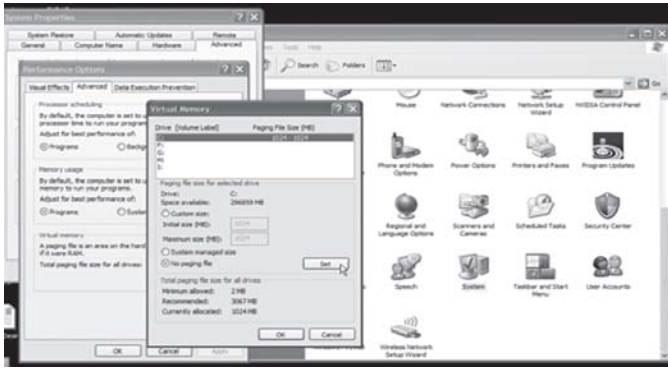 System Properties
System Restore Automatic Updates Remote
General Computer Name Hardware Advanced
Performance Options
Visual Effects Advanced Data Execution Prevention
Processor scheduling
By default, the computer is set to u
processor time to run your program
Adjust for best performance of:
Programs Backg
Memory usage
By default, the computer is set to u
memory to run your programs.
Adjust for best performance of:
Programs System
Virtual memory
A paging file is an area on the hard
if it were RAM.
Total paging file size for all drives:
OK Cancel Apply
Virtual Memory
Drive [Volume Label] Paging File Size (MB)
C: 1024 - 1024
F:
G:
H:
I:
Paging file size for selected drive
Drive: C:
Space available: 296859 MB
Custom size:
Initial size (MB): 1024
Maximum size (MB): 1024
System managed size
No paging file
Set
Total paging file size for all drives
Minimum allowed: 2 MB
Recommended: 3067 MB
Currently allocated: 1024 MB
OK Cancel
Tools Help
Search Folders
Go
Mouse
Network Connections
Network Setup Wizard
NVIDIA Control Panel
Phone and Modem Options
Power Options
Printers and Faxes
Program Updates
Regional and Language Options
Scanners and Cameras
Scheduled Tasks
Security Center
Speech
System
Taskbar and Start Menu
User Accounts
Wireless Network Setup Wizard